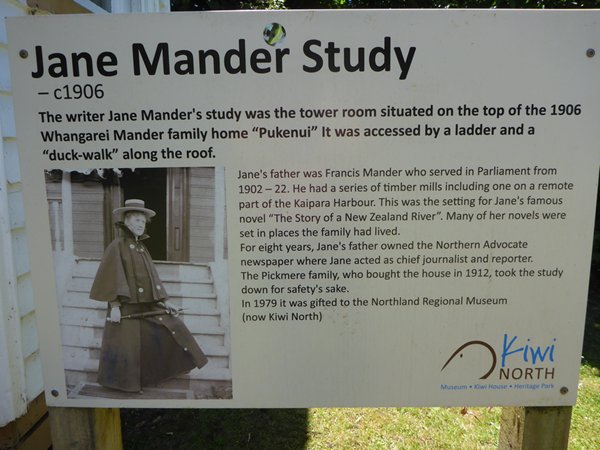 Jane Mander Study
– c1906
The writer Jane Mander's study was the tower room situated on the top of the 1906
Whangarei Mander family home “Pukenui” It was accessed by a ladder and a
“duck-walk” along the roof.
Jane's father was Francis Mander who served in Parliament from
1902 – 22. He had a series of timber mills including one on a remote
part of the Kaipara Harbour. This was the setting for Jane's famous
novel “The Story of a New Zealand River”. Many of her novels were
set in places the family had lived.
For eight years, Jane's father owned the Northern Advocate
newspaper where Jane acted as chief journalist and reporter.
The Pickmere family, who bought the house in 1912, took the study
down for safety's sake.
In 1979 it was gifted to the Northland Regional Museum
(now Kiwi North)
Kiwi
NORTH
Museum • Kiwi House • Heritage Park